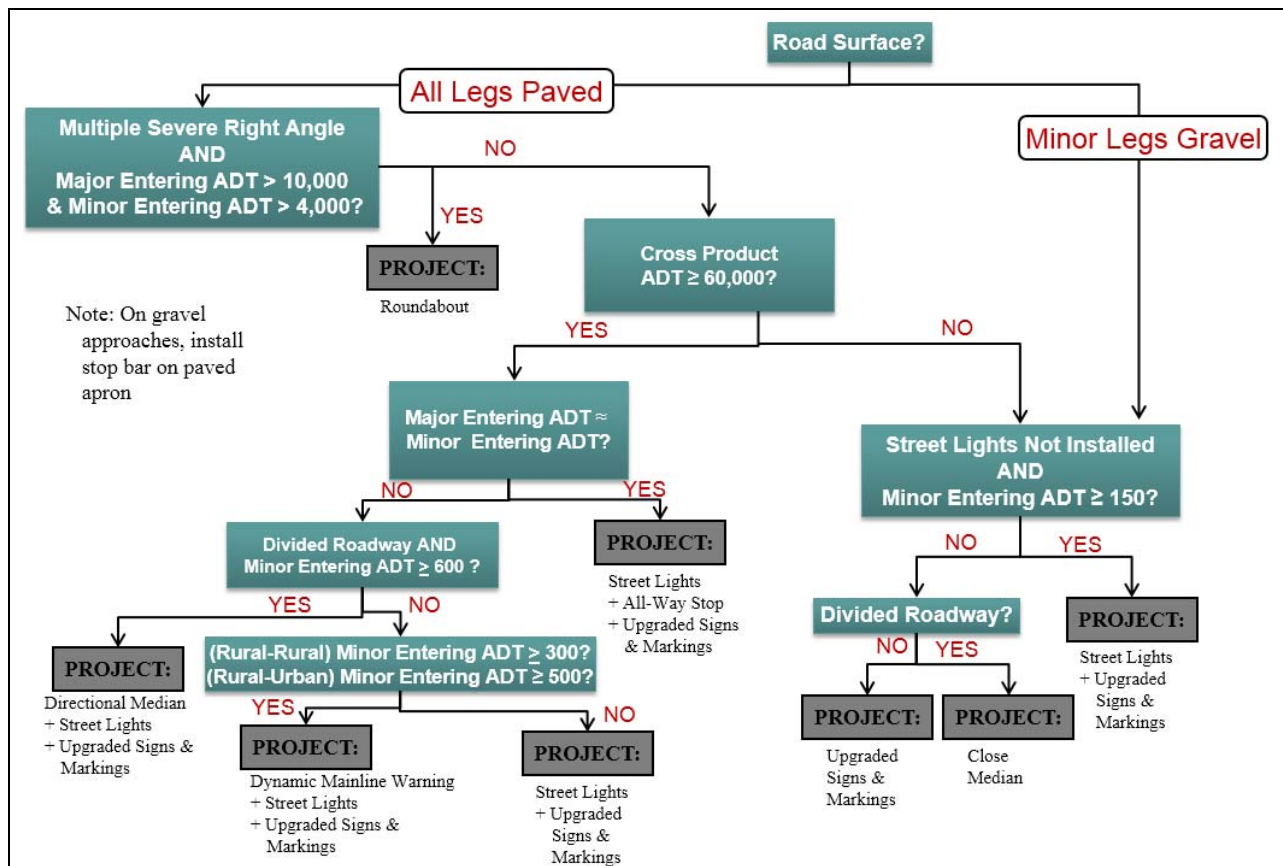 Road Surface?
All Legs Paved
Minor Legs Gravel
Multiple Severe Right Angle
AND
Major Entering ADT > 10,000
& Minor Entering ADT > 4,000?
NO
YES
PROJECT:
Roundabout
Cross Product
ADT ≥ 60,000?
Note: On gravel
approaches, install
stop bar on paved
apron
YES
NO
Major Entering ADT ≈
Minor Entering ADT?
Street Lights Not Installed
AND
Minor Entering ADT ≥ 150?
NO
YES
Divided Roadway AND
Minor Entering ADT ≥ 600 ?
PROJECT:
Street Lights
+ All-Way Stop
+ Upgraded Signs
& Markings
NO
YES
Divided Roadway?
PROJECT:
Street Lights
+ Upgraded
Signs &
Markings
YES
NO
PROJECT:
Directional Median
+ Street Lights
+ Upgraded Signs &
Markings
(Rural-Rural) Minor Entering ADT ≥ 300?
(Rural-Urban) Minor Entering ADT ≥ 500?
NO
YES
PROJECT:
Upgraded
Signs &
Markings
PROJECT:
Close
Median
YES
NO
PROJECT:
Dynamic Mainline Warning
+ Street Lights
+ Upgraded Signs &
Markings
PROJECT:
Street Lights
+ Upgraded
Signs &
Markings